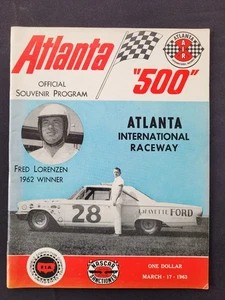 Atlanta
"500"
OFFICIAL
SOUVENIR PROGRAM
ATLANTA
INTERNATIONAL
RACEWAY
FRED LORENZEN
1962 WINNER
28
LAFAYETTE FORD
F.I.A.
NASCAR
ONE DOLLAR
MARCH - 17 - 1963